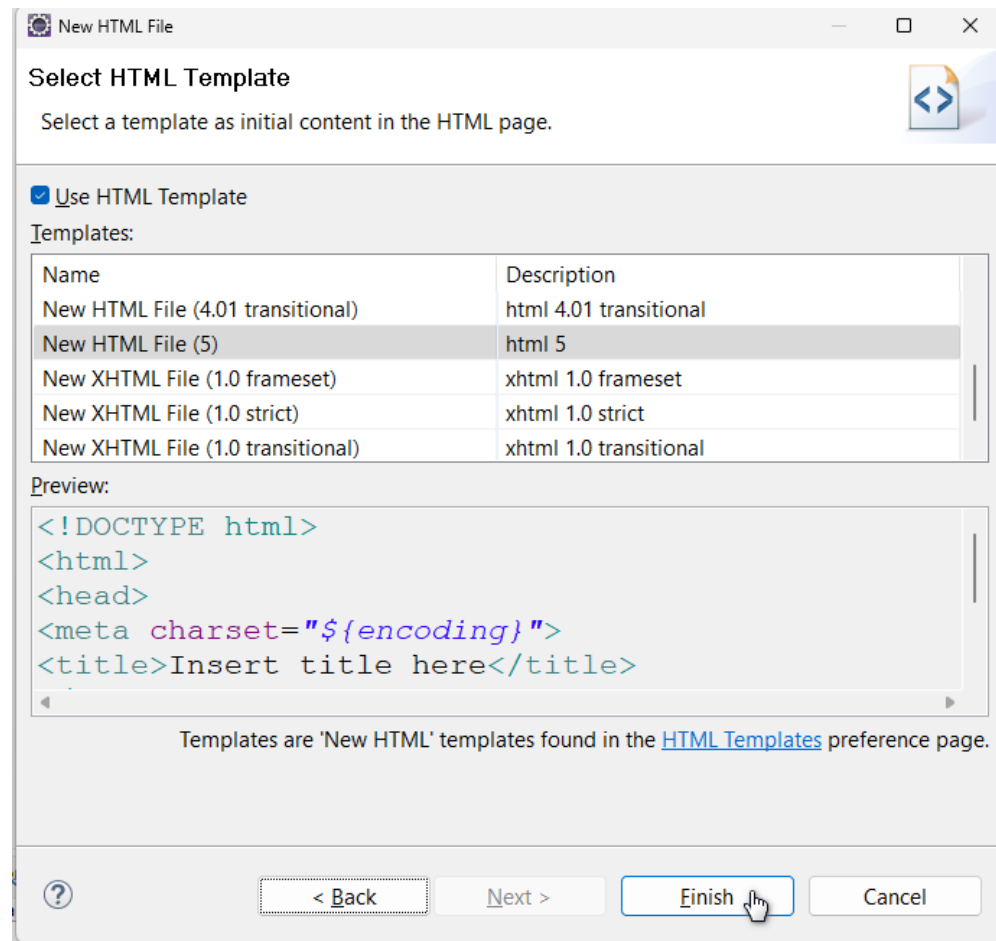 New HTML File
Select HTML Template
Select a template as initial content in the HTML page.
<>
Use HTML Template
Templates:
Name Description
New HTML File (4.01 transitional) html 4.01 transitional
New HTML File (5) html 5
New XHTML File (1.0 frameset) xhtml 1.0 frameset
New XHTML File (1.0 strict) xhtml 1.0 strict
New XHTML File (1.0 transitional) xhtml 1.0 transitional
Preview:
<!DOCTYPE html>
<html>
<head>
<meta charset="${encoding}">
<title>Insert title here</title>
Templates are 'New HTML' templates found in the HTML Templates preference page.
? < Back Next > Finish Cancel